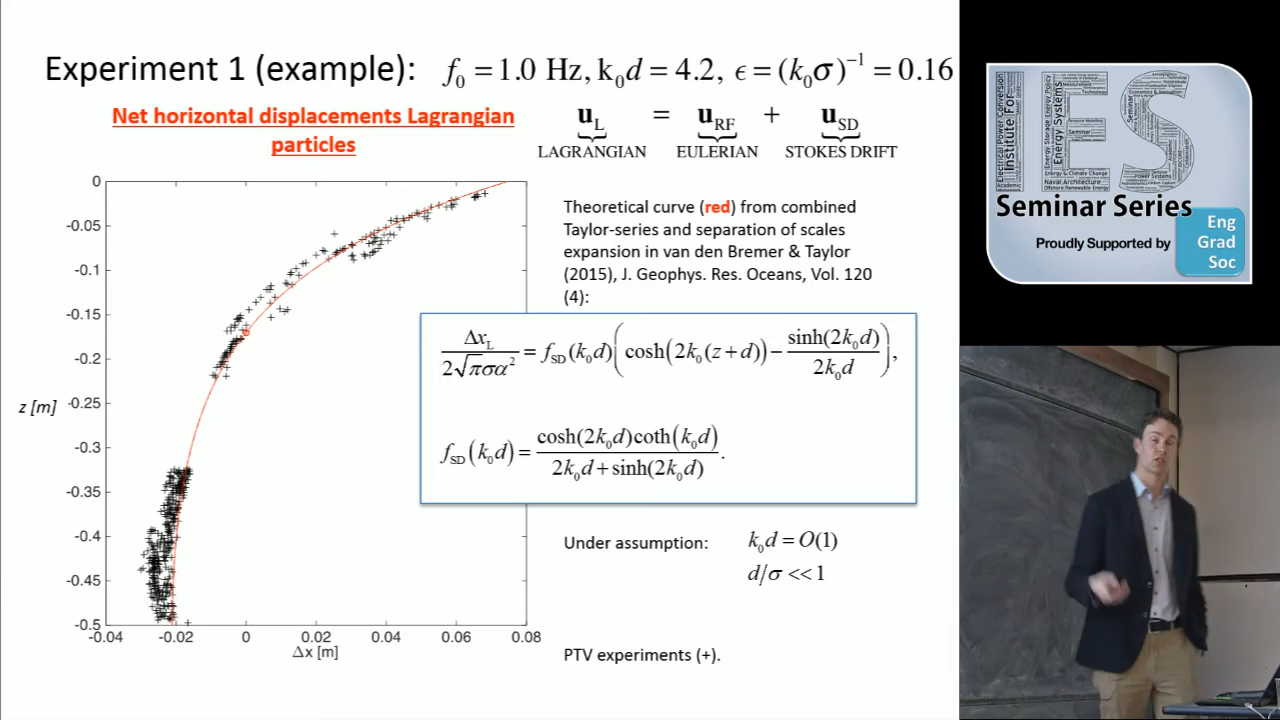 Experiment 1 (example): f₀ = 1.0 Hz, k₀d = 4.2, ϵ = (k₀σ)⁻¹ = 0.16
Net horizontal displacements Lagrangian
particles
u_L = u_RF + u_SD
LAGRANGIAN EULERIAN STOKES DRIFT
Theoretical curve (red) from combined
Taylor-series and separation of scales
expansion in van den Bremer & Taylor
(2015), J. Geophys. Res. Oceans, Vol. 120
(4):
Δx_L / 2√πσα² = f_SD(k₀d)(cosh(2k₀(z+d)) − sinh(2k₀d) / 2k₀d),
f_SD(k₀d) = cosh(2k₀d)coth(k₀d) / 2k₀d+sinh(2k₀d).
Under assumption: k₀d = O(1)
d/σ << 1
PTV experiments (+).
0
-0.05
-0.1
-0.15
-0.2
-0.25
-0.3
-0.35
-0.4
-0.45
-0.5
z [m]
-0.04 -0.02 0 0.02 0.04 0.06 0.08
Δx [m]
IES
Institute For
Energy Systems
Seminar Series
Proudly Supported by
Eng
Grad
Soc